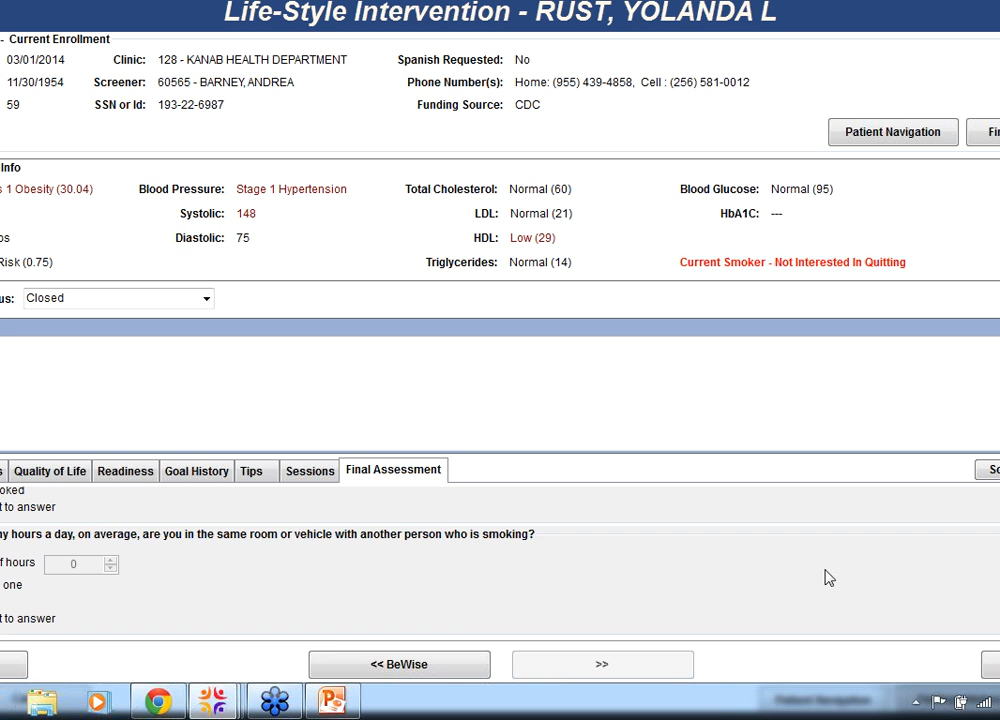 Life-Style Intervention - RUST, YOLANDA L
- Current Enrollment
03/01/2014 Clinic: 128 - KANAB HEALTH DEPARTMENT Spanish Requested: No
11/30/1954 Screener: 60565 - BARNEY, ANDREA Phone Number(s): Home: (955) 439-4858, Cell : (256) 581-0012
59 SSN or Id: 193-22-6987 Funding Source: CDC
Patient Navigation Fi
Info
s 1 Obesity (30.04) Blood Pressure: Stage 1 Hypertension Total Cholesterol: Normal (60) Blood Glucose: Normal (95)
Systolic: 148 LDL: Normal (21) HbA1C: ---
os Diastolic: 75 HDL: Low (29)
Risk (0.75) Triglycerides: Normal (14) Current Smoker - Not Interested In Quitting
us: Closed
s Quality of Life Readiness Goal History Tips Sessions Final Assessment Sc
oked
t to answer
ny hours a day, on average, are you in the same room or vehicle with another person who is smoking?
f hours 0
one
t to answer
<< BeWise >>